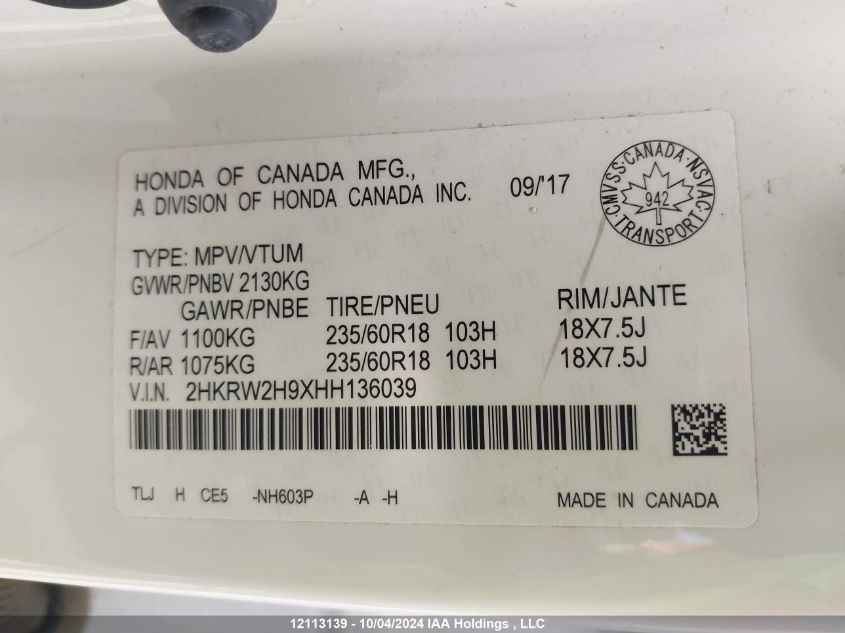 HONDA OF CANADA MFG.,
A DIVISION OF HONDA CANADA INC. 09/'17
CMVSS · CANADA · NSVAC · TRANSPORT ·
942
TYPE: MPV/VTUM
GVWR/PNBV 2130KG
GAWR/PNBE TIRE/PNEU RIM/JANTE
F/AV 1100KG 235/60R18 103H 18X7.5J
R/AR 1075KG 235/60R18 103H 18X7.5J
V.I.N. 2HKRW2H9XHH136039
TLJ H CE5 -NH603P -A -H MADE IN CANADA
12113139 - 10/04/2024 IAA Holdings , LLC